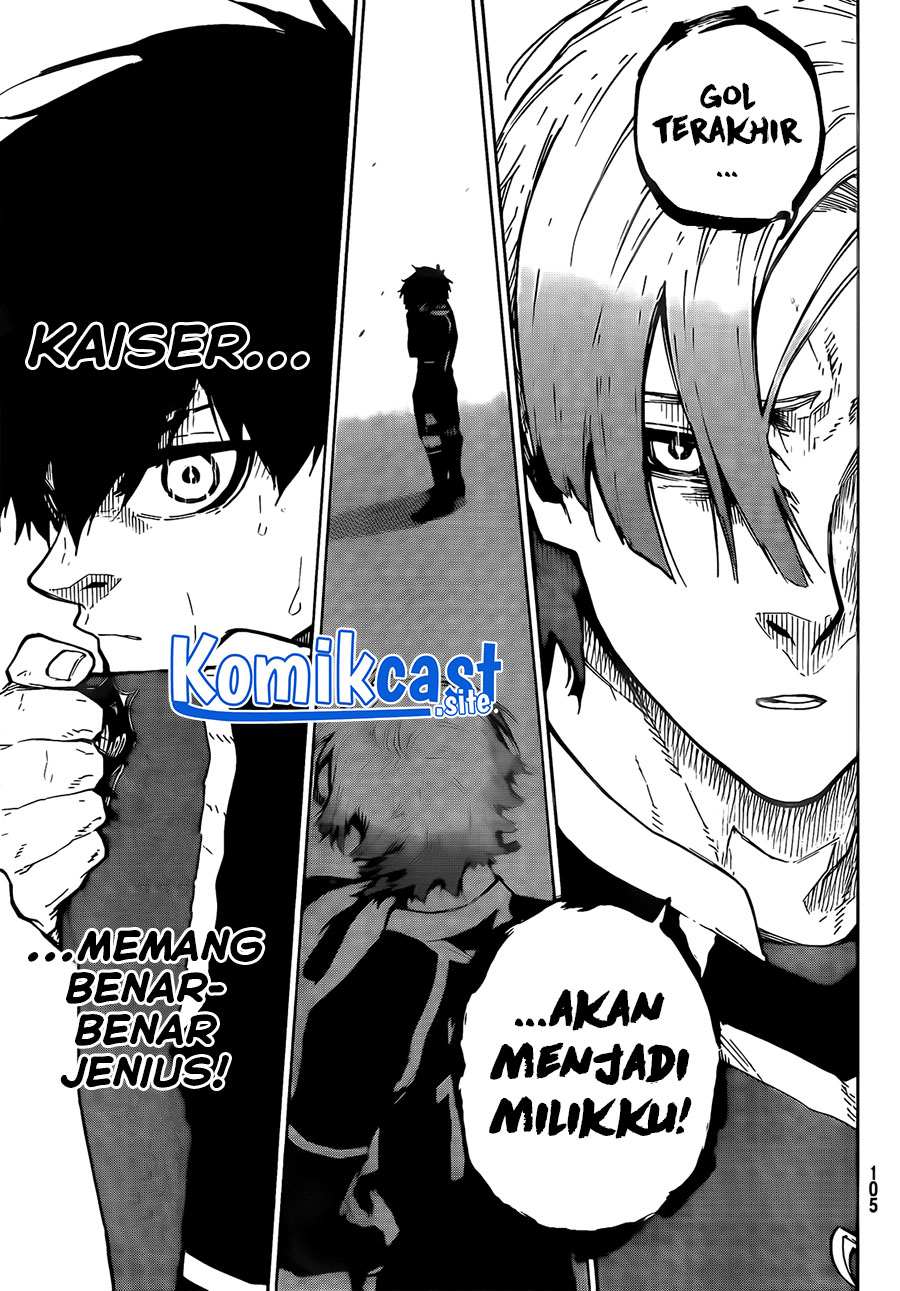 GOL
TERAKHIR
...
...AKAN
MENJADI
MILIKKU!
KAISER...
...MEMANG
BENAR-
BENAR
JENIUS!
Komikcast
.site
105